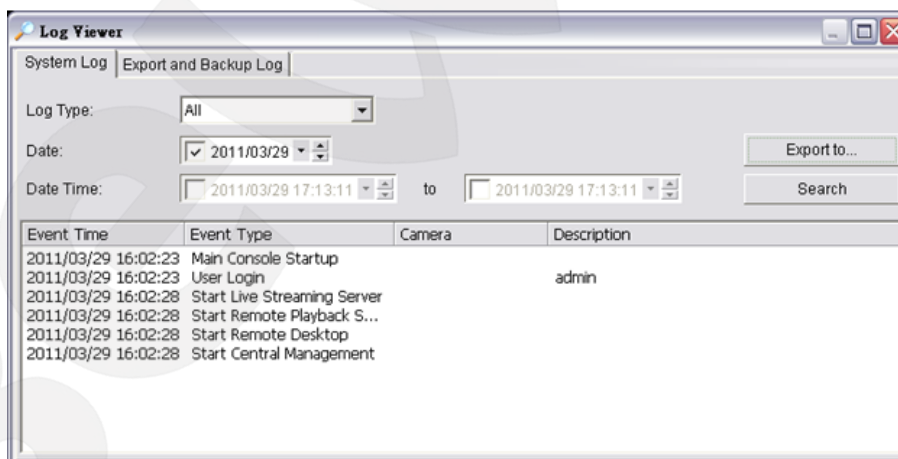 Log Viewer
System Log Export and Backup Log
Log Type: All
Date: 2011/03/29 Export to...
Date Time: 2011/03/29 17:13:11 to 2011/03/29 17:13:11 Search
Event Time Event Type Camera Description
2011/03/29 16:02:23 Main Console Startup
2011/03/29 16:02:23 User Login admin
2011/03/29 16:02:28 Start Live Streaming Server
2011/03/29 16:02:28 Start Remote Playback S...
2011/03/29 16:02:28 Start Remote Desktop
2011/03/29 16:02:28 Start Central Management